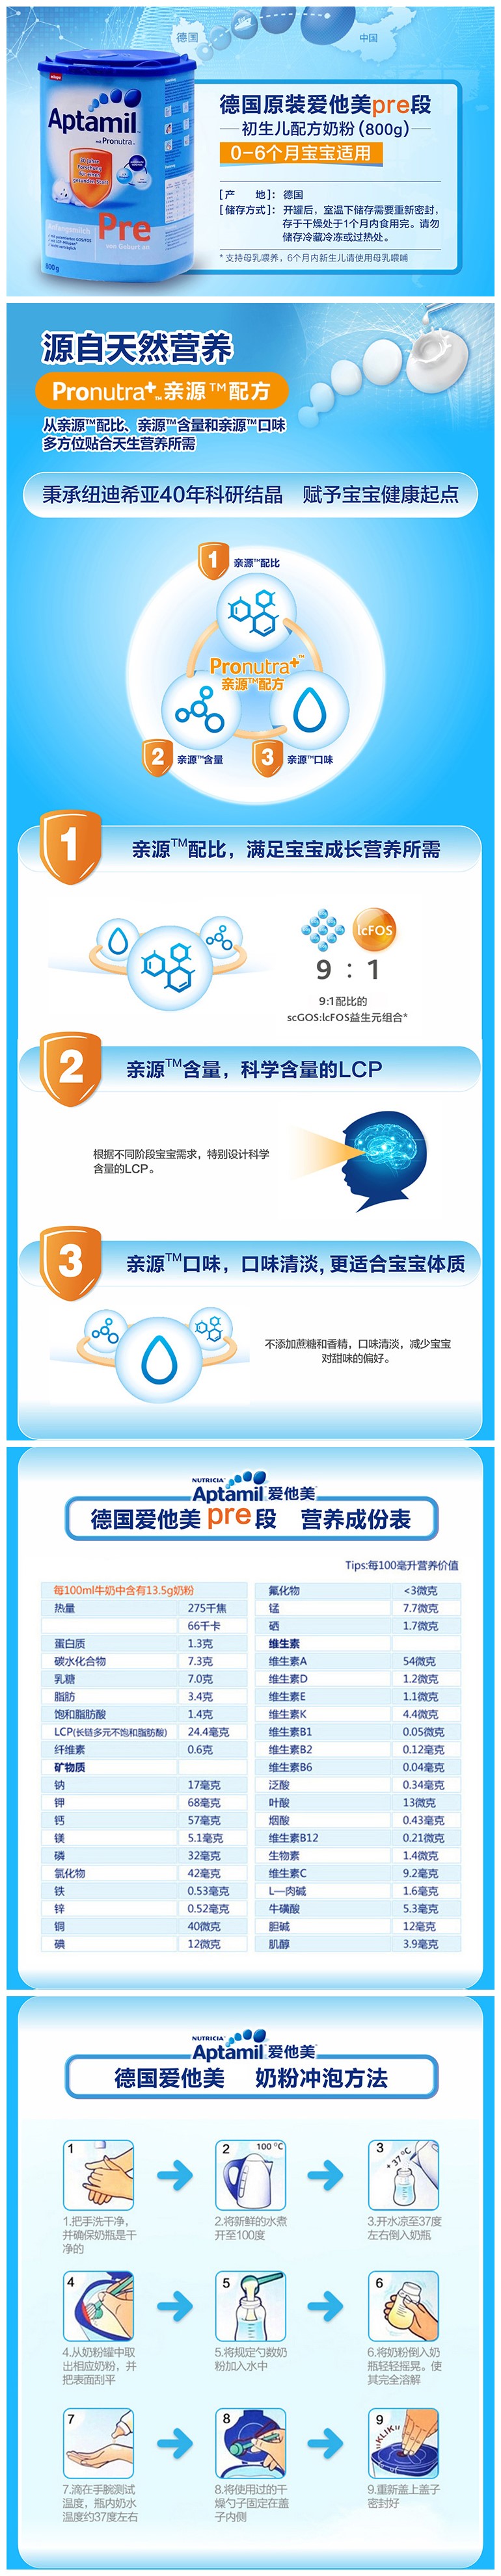 德国
中国
milupa
Aptamil
mit Pronutra
30 Jahre
Forschung
für einen
gesunden Start
Anfangsmilch
Pre
von Geburt an
800 g
德国原装爱他美pre段
初生儿配方奶粉(800g)
0-6个月宝宝适用
[产 地]: 德国
[储存方式]: 开罐后，室温下储存需要重新密封，
存于干燥处于1个月内食用完。请勿
储存冷藏冷冻或过热处。
*支持母乳喂养，6个月内新生儿请使用母乳喂哺
源自天然营养
Pronutra+™亲源™配方
从亲源™配比、亲源™含量和亲源™口味
多方位贴合天生营养所需
秉承纽迪希亚40年科研结晶 赋予宝宝健康起点
1 亲源™配比
Pronutra+™
亲源™配方
2 亲源™含量
3 亲源™口味
1 亲源™配比，满足宝宝成长营养所需
lcFOS
9 : 1
9:1配比的
scGOS:lcFOS益生元组合*
2 亲源™含量，科学含量的LCP
根据不同阶段宝宝需求，特别设计科学
含量的LCP。
3 亲源™口味，口味清淡,更适合宝宝体质
不添加蔗糖和香精，口味清淡，减少宝宝
对甜味的偏好。
NUTRICIA
Aptamil 爱他美
德国爱他美 pre 段 营养成份表
Tips:每100毫升营养价值
每100ml牛奶中含有13.5g奶粉
热量 275千焦
66千卡
蛋白质 1.3克
碳水化合物 7.3克
乳糖 7.0克
脂肪 3.4克
饱和脂肪酸 1.4克
LCP(长链多元不饱和脂肪酸) 24.4毫克
纤维素 0.6克
矿物质
钠 17毫克
钾 68毫克
钙 57毫克
镁 5.1毫克
磷 32毫克
氯化物 42毫克
铁 0.53毫克
锌 0.52毫克
铜 40微克
碘 12微克
氟化物 <3微克
锰 7.7微克
硒 1.7微克
维生素
维生素A 54微克
维生素D 1.2微克
维生素E 1.1微克
维生素K 4.4微克
维生素B1 0.05微克
维生素B2 0.12毫克
维生素B6 0.04毫克
泛酸 0.34毫克
叶酸 13微克
烟酸 0.43毫克
维生素B12 0.21微克
生物素 1.4微克
维生素C 9.2毫克
L—肉碱 1.6毫克
牛磺酸 5.3毫克
胆碱 12毫克
肌醇 3.9毫克
NUTRICIA
Aptamil 爱他美
德国爱他美 奶粉冲泡方法
1
1.把手洗干净，
并确保奶瓶是干
净的
2 100 °C
2.将新鲜的水煮
开至100度
3 + 37 °C
3.开水凉至37度
左右倒入奶瓶
4
4.从奶粉罐中取
出相应奶粉，并
把表面刮平
5
5.将规定勺数奶
粉加入水中
6
6.将奶粉倒入奶
瓶轻轻摇晃。使
其完全溶解
7
7.滴在手腕测试
温度，瓶内奶水
温度约37度左右
8
8.将使用过的干
燥勺子固定在盖
子内侧
9 KLIK
9.重新盖上盖子
密封好